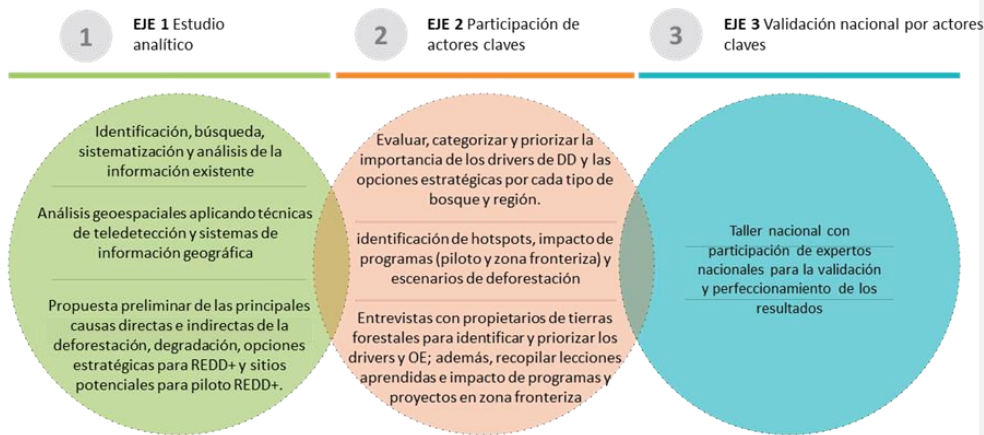 1
EJE 1 Estudio
analítico
2
EJE 2 Participación de
actores claves
3
EJE 3 Validación nacional por actores
claves
Identificación, búsqueda,
sistematización y análisis de la
información existente
Análisis geoespaciales aplicando técnicas
de teledetección y sistemas de
información geográfica
Propuesta preliminar de las principales
causas directas e indirectas de la
deforestación, degradación, opciones
estratégicas para REDD+ y sitios
potenciales para piloto REDD+.
Evaluar, categorizar y priorizar la
importancia de los drivers de DD y las
opciones estratégicas por cada tipo de
bosque y región.
identificación de hotspots, impacto de
programas (piloto y zona fronteriza) y
escenarios de deforestación
Entrevistas con propietarios de tierras
forestales para identificar y priorizar los
drivers y OE; además, recopilar lecciones
aprendidas e impacto de programas y
proyectos en zona fronteriza
Taller nacional con
participación de expertos
nacionales para la validación
y perfeccionamiento de los
resultados